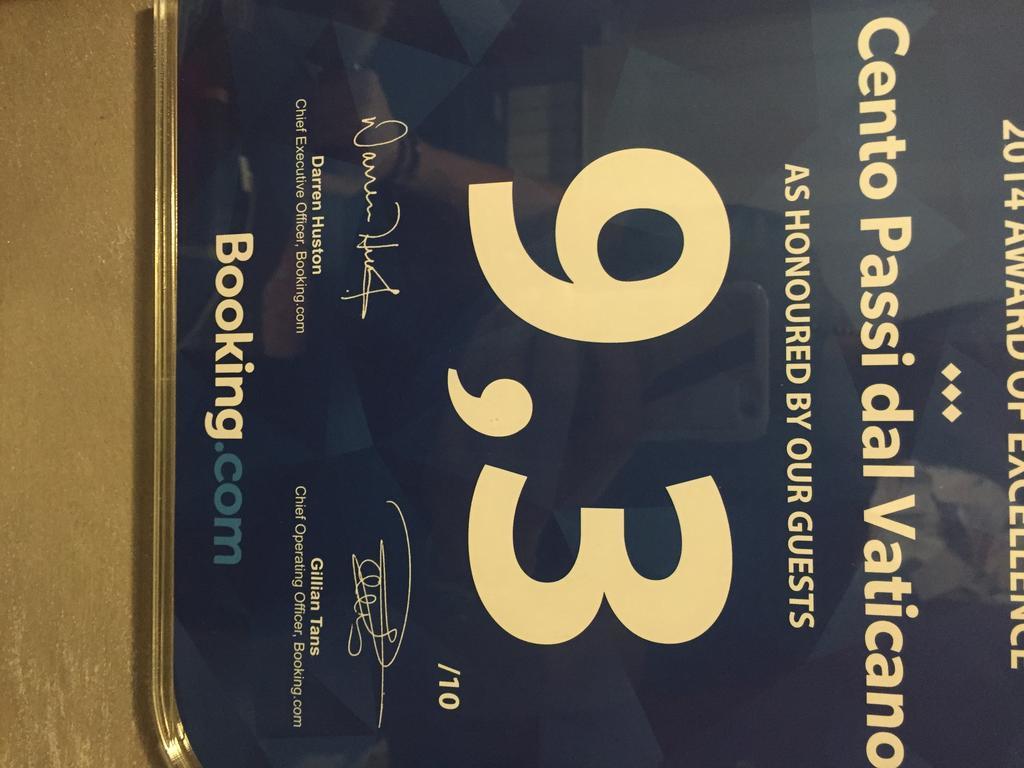 2014 AWARD OF EXCELLENCE
Cento Passi dal Vaticano
AS HONOURED BY OUR GUESTS
9,3
/10
Darren Huston
Chief Executive Officer, Booking.com
Gillian Tans
Chief Operating Officer, Booking.com
Booking.com